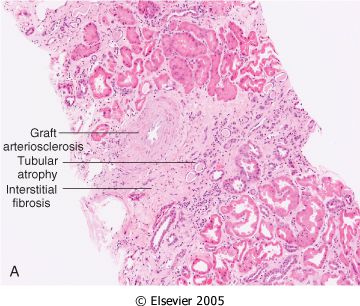 Graft
arteriosclerosis
Tubular
atrophy
Interstitial
fibrosis
A
© Elsevier 2005